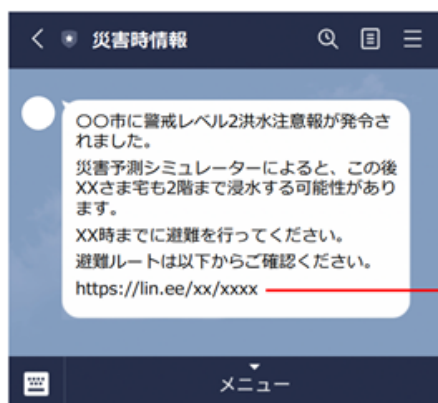 災害時情報
〇〇市に警戒レベル2洪水注意報が発令さ
れました。
災害予測シミュレーターによると、この後
XXさま宅も2階まで浸水する可能性があり
ます。
XX時までに避難を行ってください。
避難ルートは以下からご確認ください。
https://lin.ee/xx/xxxx
メニュー